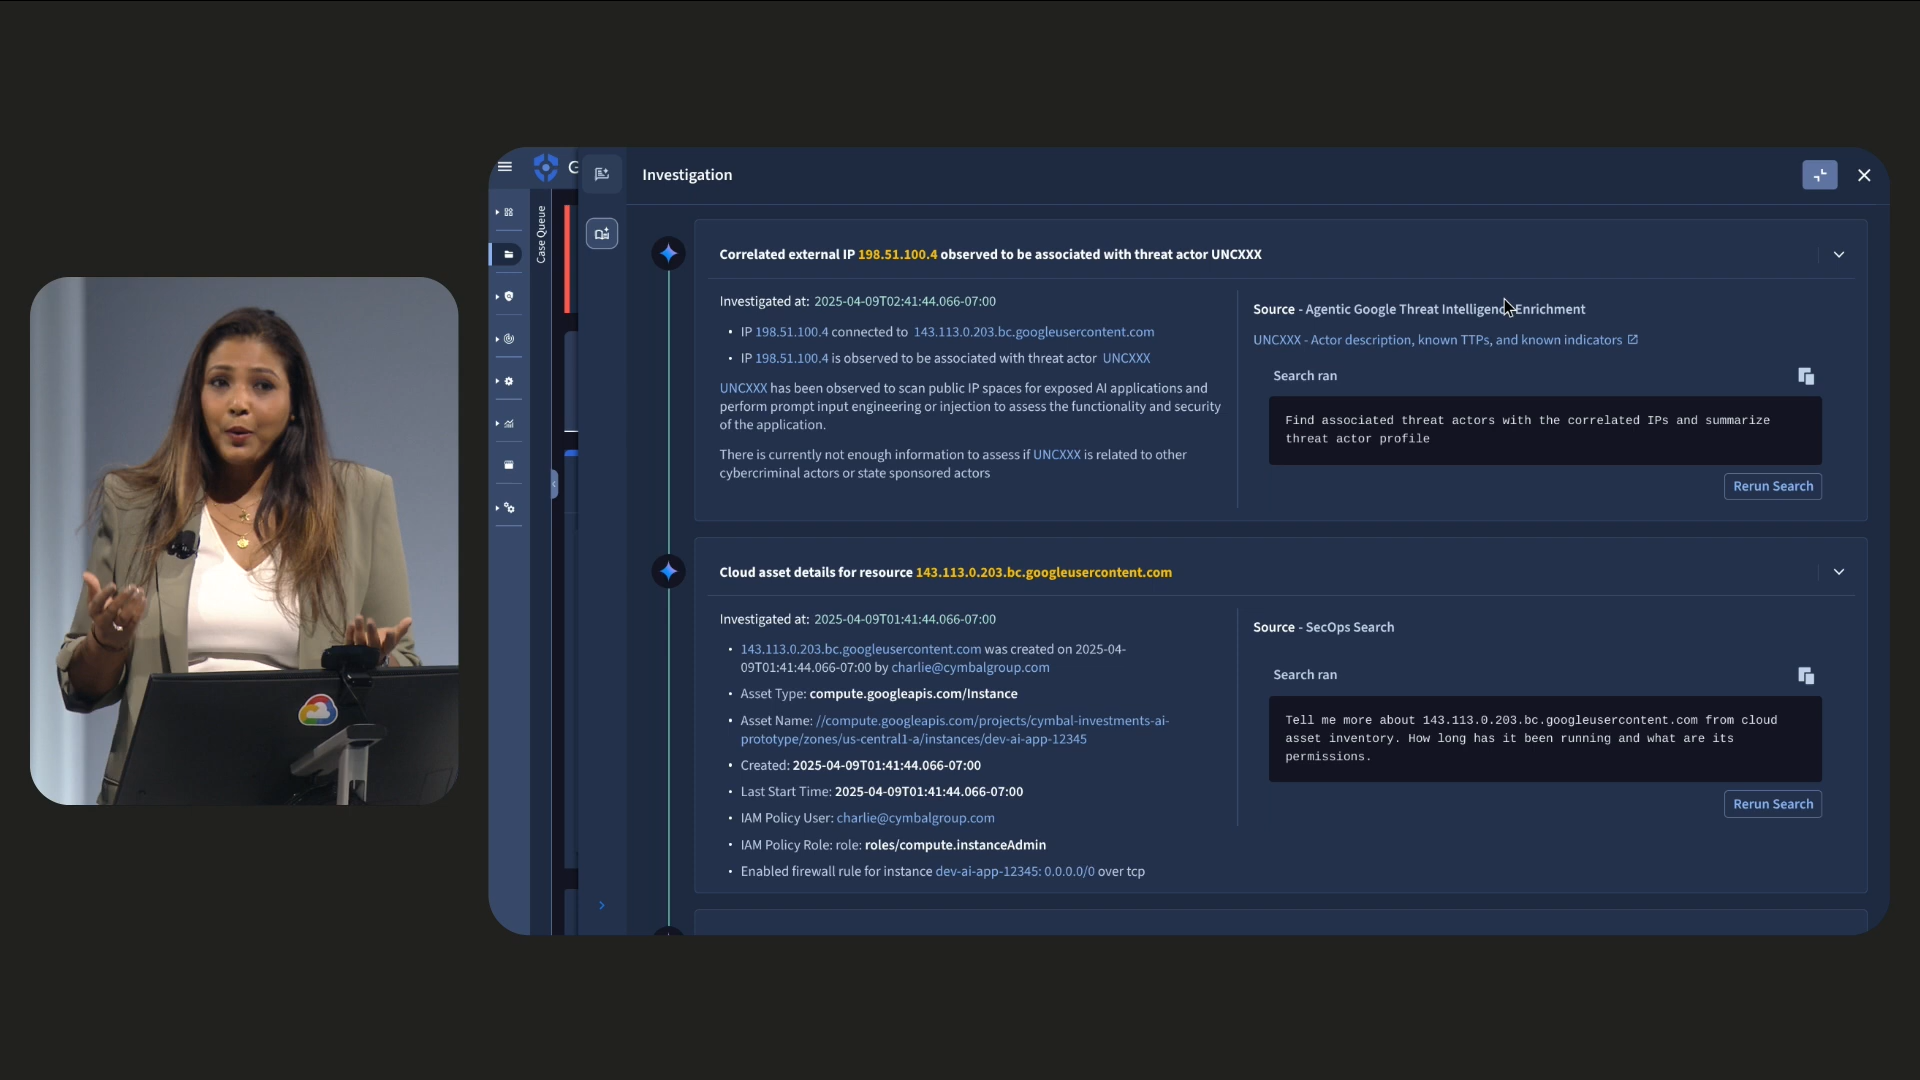 G
Case Queue
Investigation
Correlated external IP 198.51.100.4 observed to be associated with threat actor UNCXXX
Investigated at: 2025-04-09T02:41:44.066-07:00
• IP 198.51.100.4 connected to 143.113.0.203.bc.googleusercontent.com
• IP 198.51.100.4 is observed to be associated with threat actor UNCXXX
UNCXXX has been observed to scan public IP spaces for exposed AI applications and
perform prompt input engineering or injection to assess the functionality and security
of the application.
There is currently not enough information to assess if UNCXXX is related to other
cybercriminal actors or state sponsored actors
Source - Agentic Google Threat Intelligence Enrichment
UNCXXX - Actor description, known TTPs, and known indicators
Search ran
Find associated threat actors with the correlated IPs and summarize
threat actor profile
Rerun Search
Cloud asset details for resource 143.113.0.203.bc.googleusercontent.com
Investigated at: 2025-04-09T01:41:44.066-07:00
• 143.113.0.203.bc.googleusercontent.com was created on 2025-04-
09T01:41:44.066-07:00 by charlie@cymbalgroup.com
• Asset Type: compute.googleapis.com/Instance
• Asset Name: //compute.googleapis.com/projects/cymbal-investments-ai-
prototype/zones/us-central1-a/instances/dev-ai-app-12345
• Created: 2025-04-09T01:41:44.066-07:00
• Last Start Time: 2025-04-09T01:41:44.066-07:00
• IAM Policy User: charlie@cymbalgroup.com
• IAM Policy Role: role: roles/compute.instanceAdmin
• Enabled firewall rule for instance dev-ai-app-12345: 0.0.0.0/0 over tcp
Source - SecOps Search
Search ran
Tell me more about 143.113.0.203.bc.googleusercontent.com from cloud
asset inventory. How long has it been running and what are its
permissions.
Rerun Search